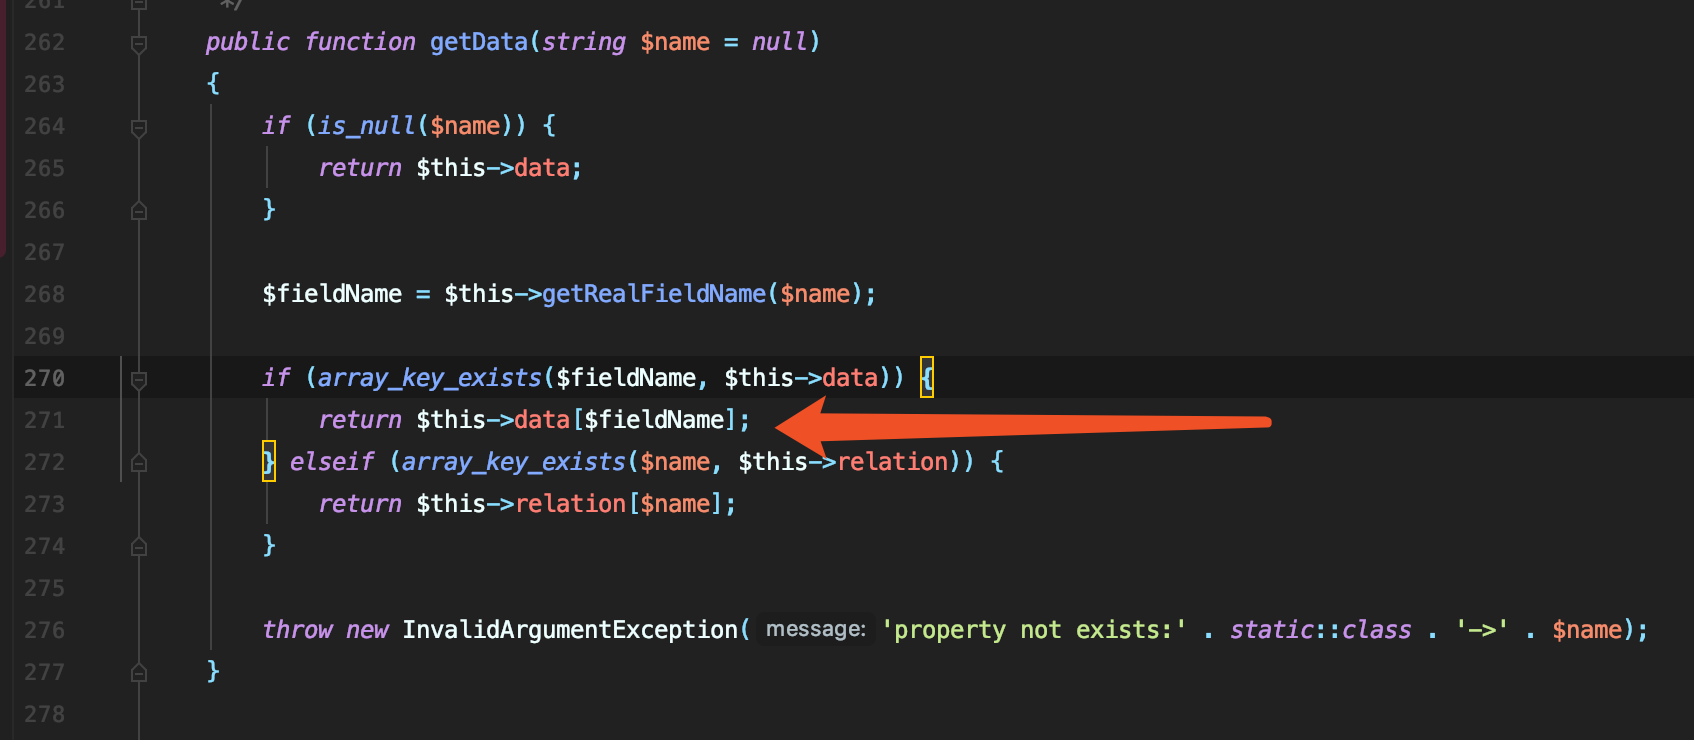 261 */
262 public function getData(string $name = null)
263 {
264 if (is_null($name)) {
265 return $this->data;
266 }
267
268 $fieldName = $this->getRealFieldName($name);
269
270 if (array_key_exists($fieldName, $this->data)) {
271 return $this->data[$fieldName];
272 } elseif (array_key_exists($name, $this->relation)) {
273 return $this->relation[$name];
274 }
275
276 throw new InvalidArgumentException( message: 'property not exists:' . static::class . '->' . $name);
277 }
278